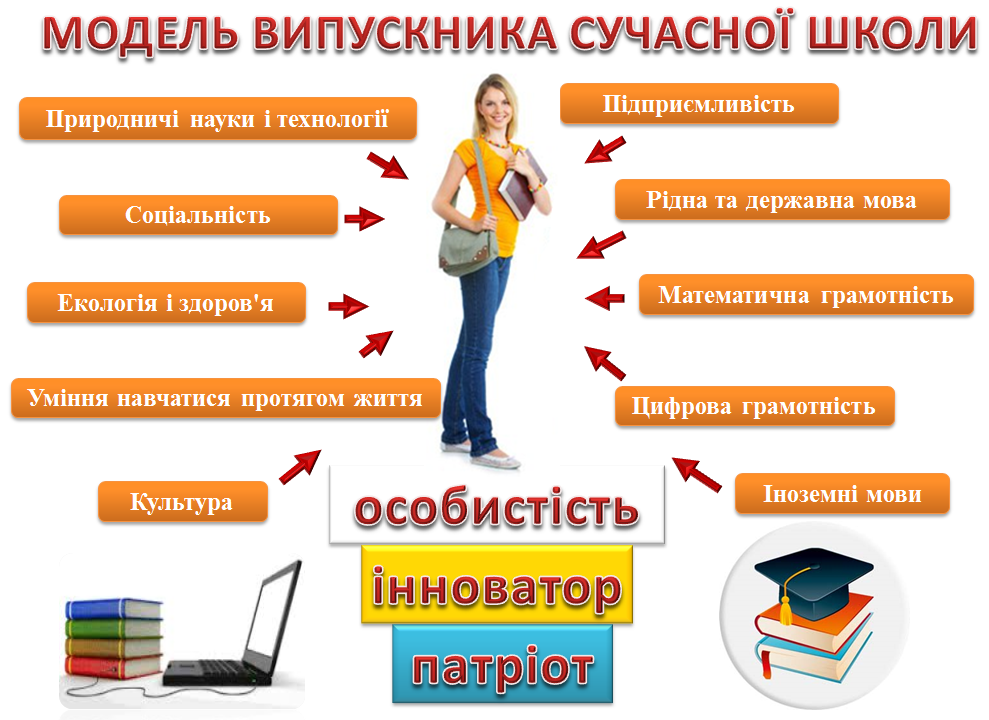 МОДЕЛЬ ВИПУСКНИКА СУЧАСНОЇ ШКОЛИ
Природничі науки і технології
Соціальність
Екологія і здоров'я
Уміння навчатися протягом життя
Культура
Підприємливість
Рідна та державна мова
Математична грамотність
Цифрова грамотність
Іноземні мови
особистість
інноватор
патріот